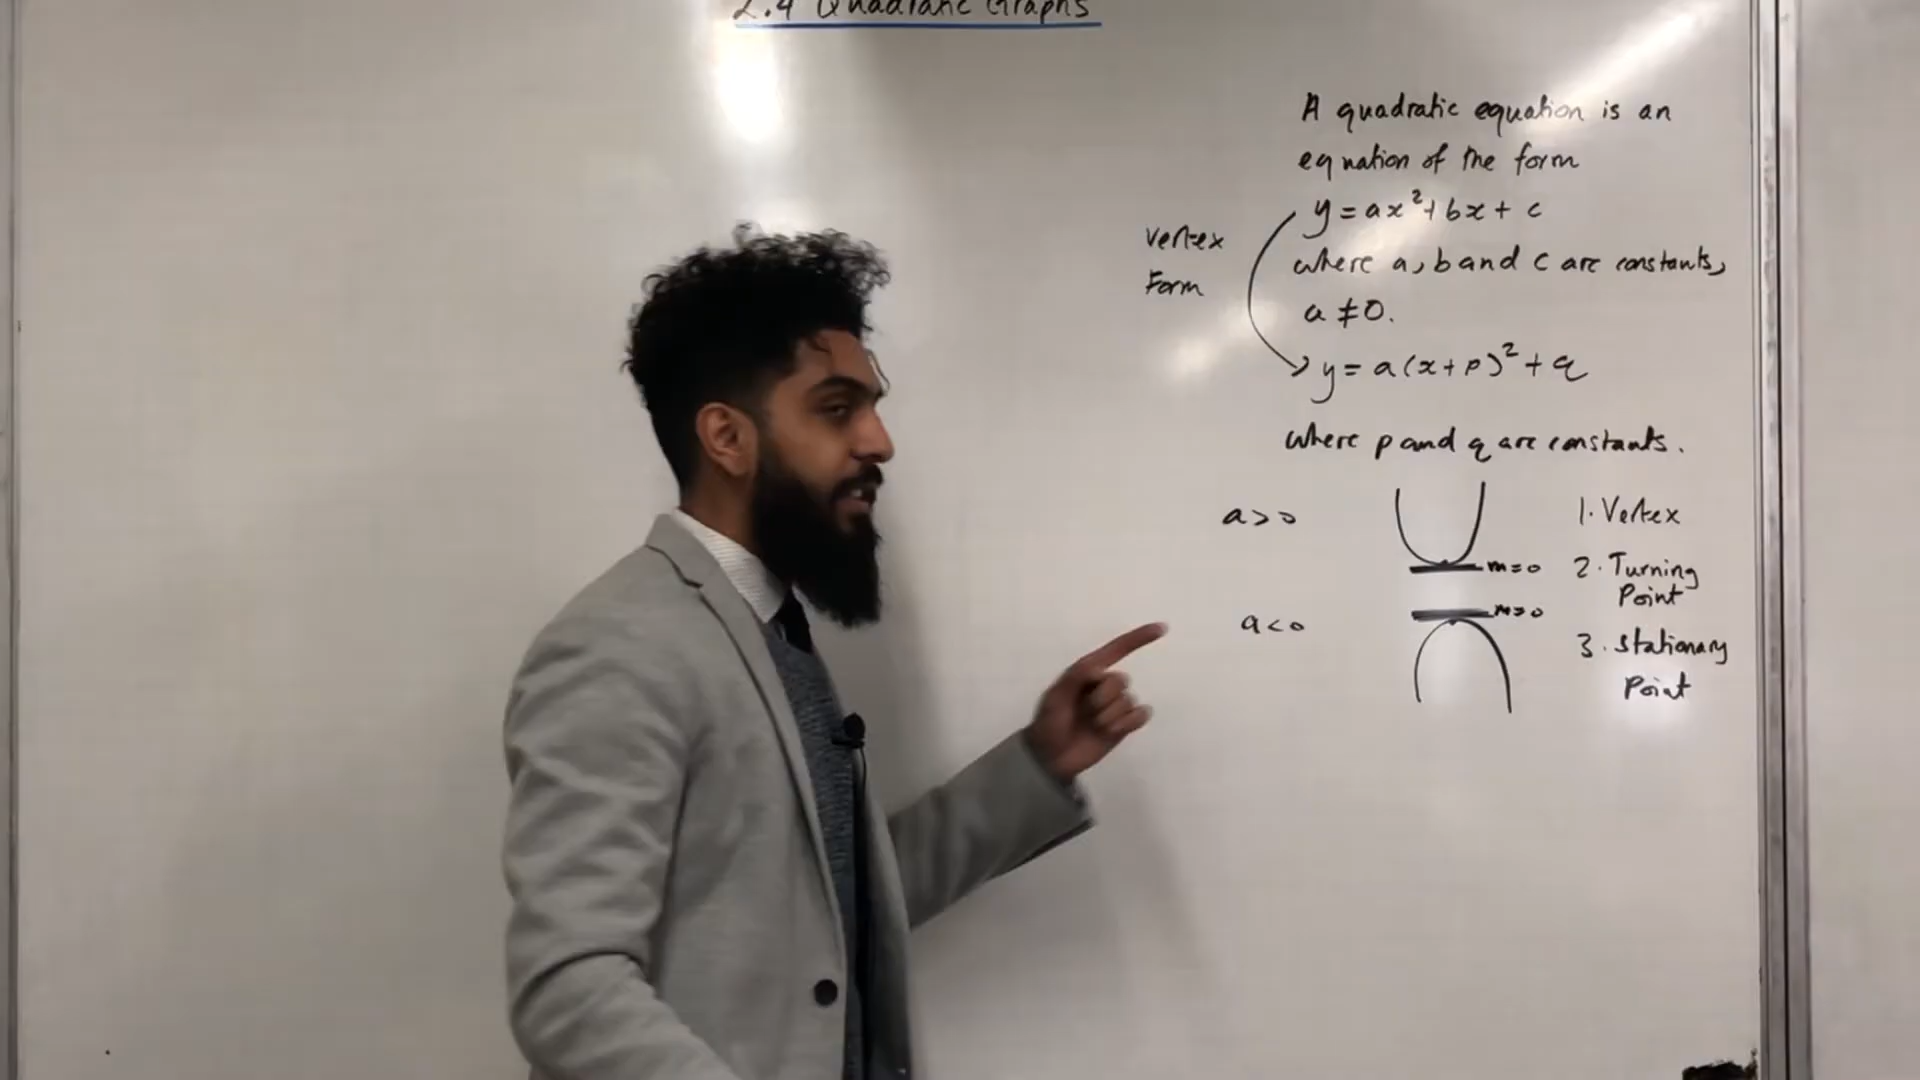 2.4 Quadratic Graphs
A quadratic equation is an
equation of the form
y = ax² + bx + c
where a, b and c are constants,
a ≠ 0.
Vertex
Form
y = a(x+p)² + q
where p and q are constants.
a > 0
m=0
1. Vertex
2. Turning
Point
a < 0
m=0
3. Stationary
Point